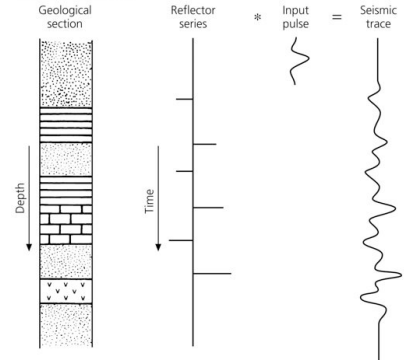 Geological
section
Reflector
series
*
Input
pulse
=
Seismic
trace
Depth
Time